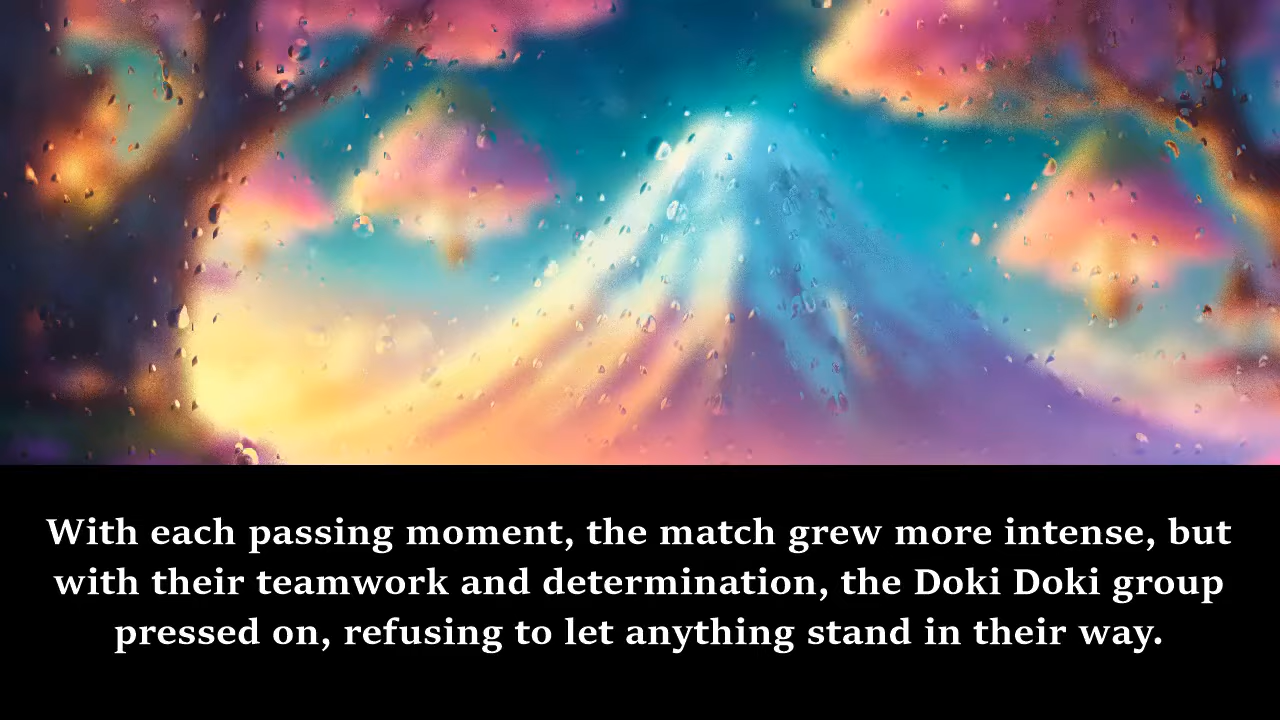 With each passing moment, the match grew more intense, but
with their teamwork and determination, the Doki Doki group
pressed on, refusing to let anything stand in their way.